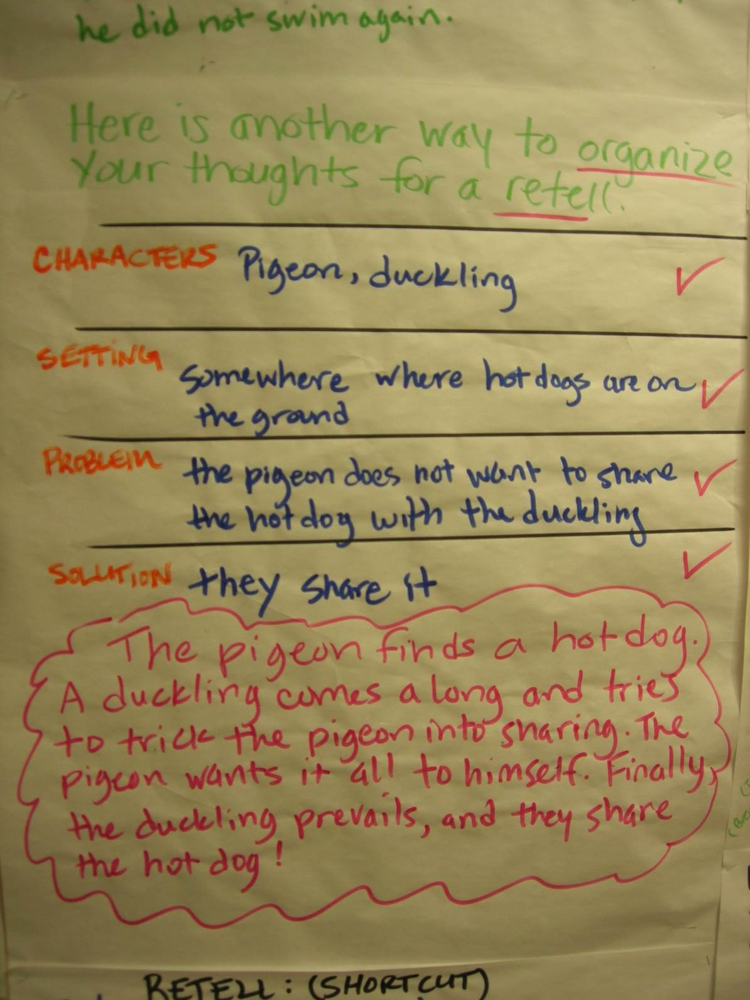 he did not swim again.
Here is another way to organize
your thoughts for a retell.
CHARACTERS Pigeon, duckling ✓
SETTING somewhere where hot dogs are on ✓
the ground
PROBLEM the pigeon does not want to share ✓
the hot dog with the duckling
SOLUTION they share it ✓
The pigeon finds a hot dog.
A duckling comes along and tries
to trick the pigeon into sharing. The
pigeon wants it all to himself. Finally,
the duckling prevails, and they share
the hot dog!
RETELL: (SHORTCUT)